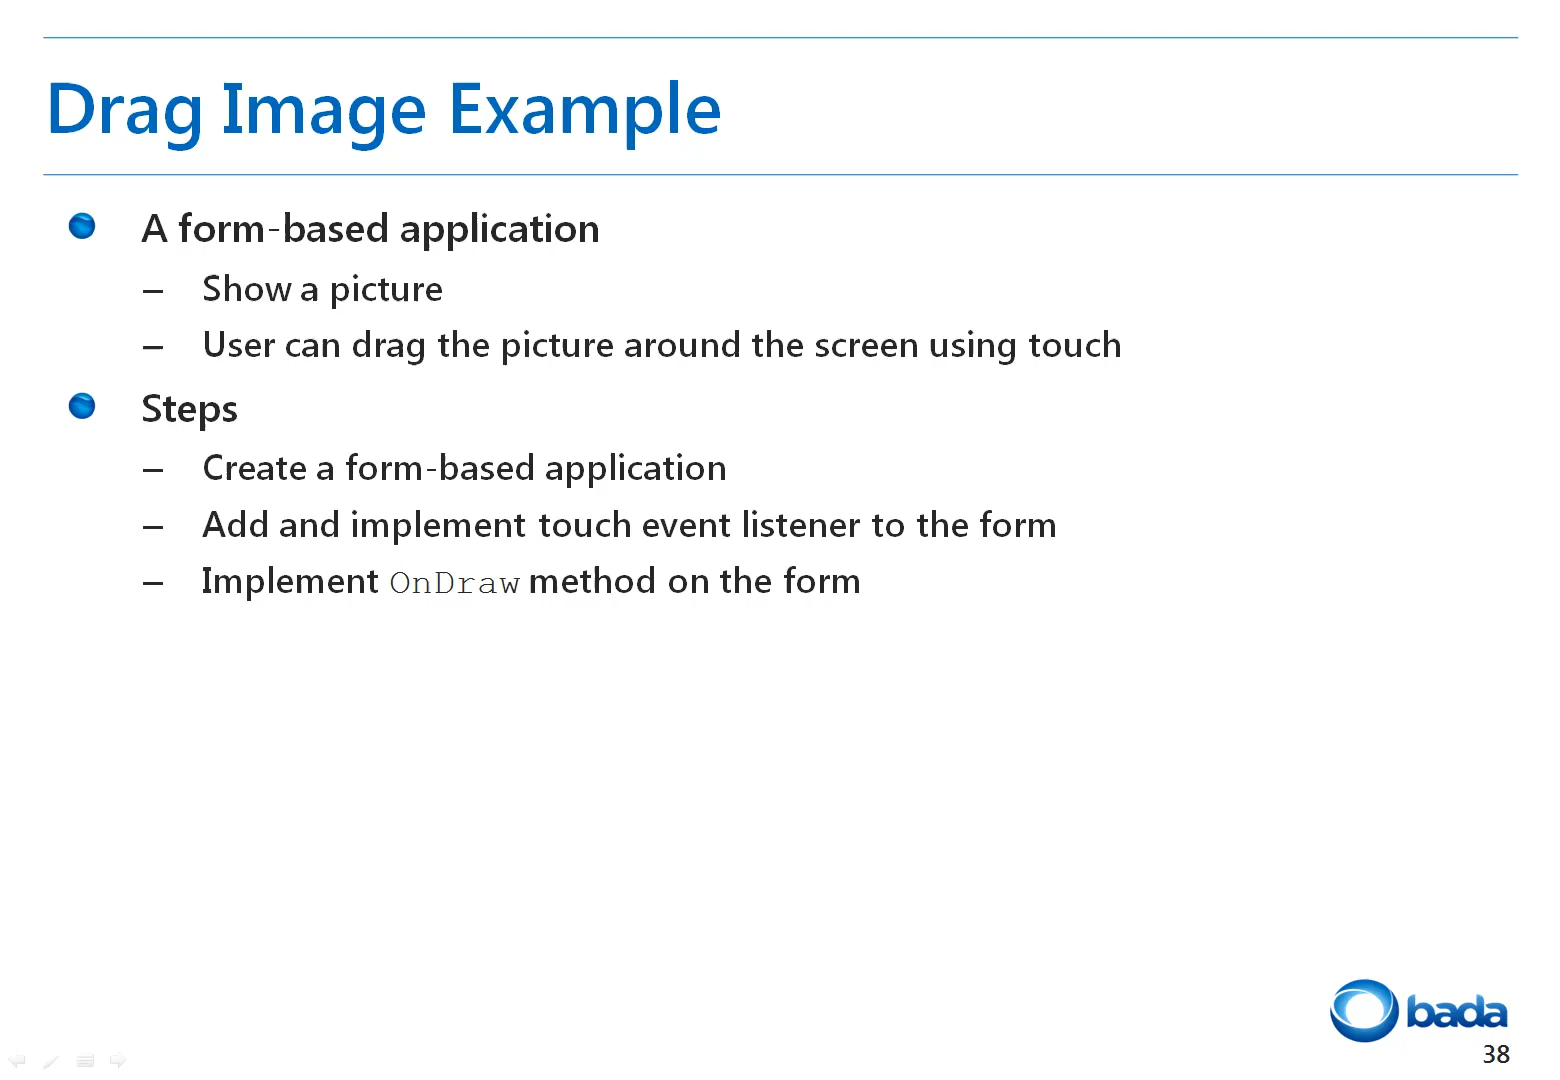 Drag Image Example
A form-based application
– Show a picture
– User can drag the picture around the screen using touch
Steps
– Create a form-based application
– Add and implement touch event listener to the form
– Implement OnDraw method on the form
bada
38